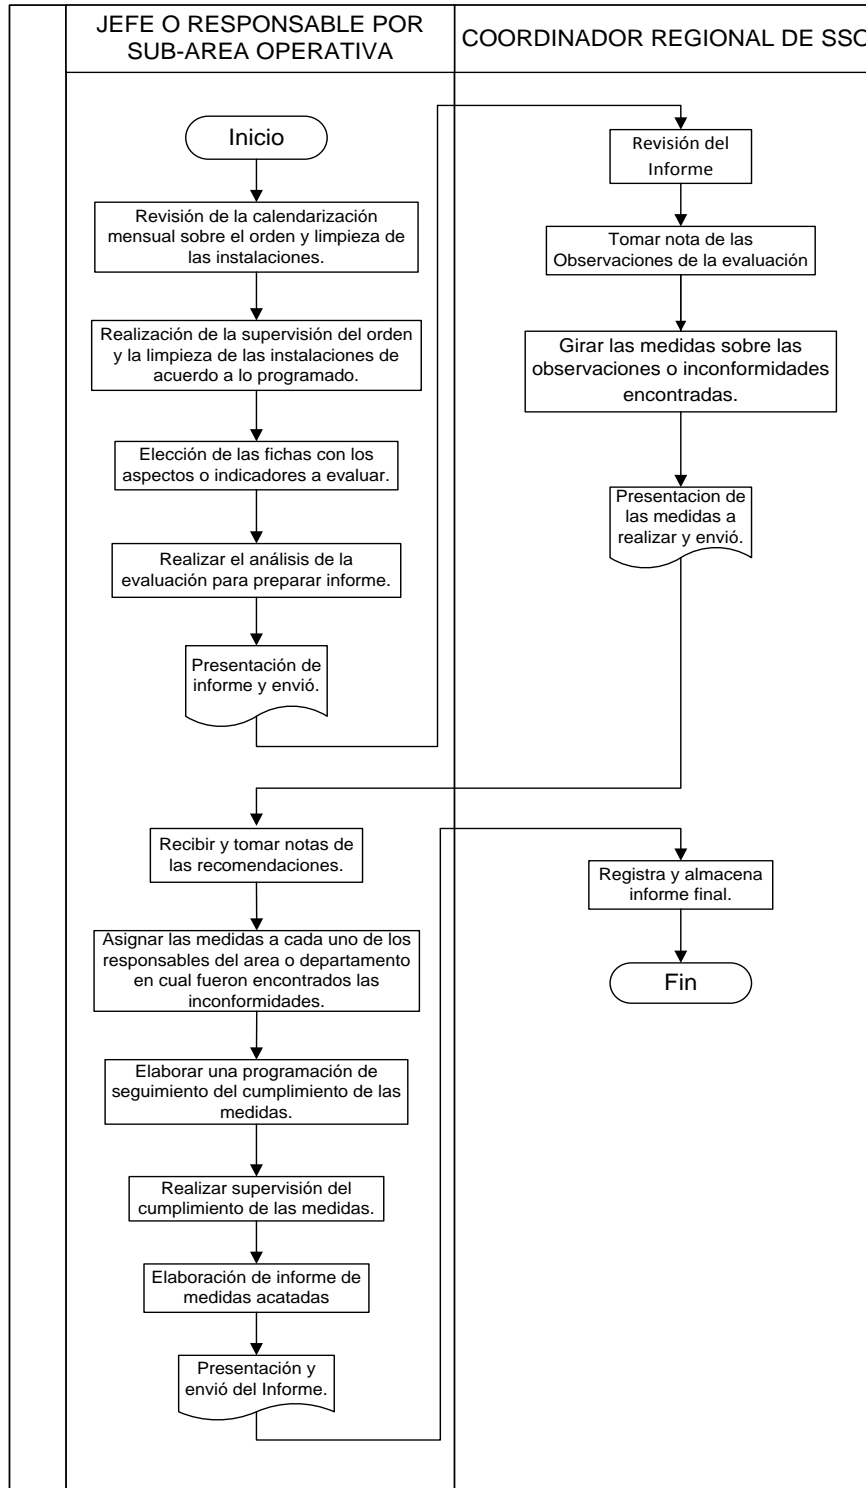 JEFE O RESPONSABLE POR
SUB-AREA OPERATIVA
COORDINADOR REGIONAL DE SSO
Inicio
Revisión de la calendarización
mensual sobre el orden y limpieza de
las instalaciones.
Realización de la supervisión del orden
y la limpieza de las instalaciones de
acuerdo a lo programado.
Elección de las fichas con los
aspectos o indicadores a evaluar.
Realizar el análisis de la
evaluación para preparar informe.
Presentación de
informe y envió.
Revisión del
Informe
Tomar nota de las
Observaciones de la evaluación
Girar las medidas sobre las
observaciones o inconformidades
encontradas.
Presentacion de
las medidas a
realizar y envió.
Recibir y tomar notas de
las recomendaciones.
Asignar las medidas a cada uno de los
responsables del area o departamento
en cual fueron encontrados las
inconformidades.
Elaborar una programación de
seguimiento del cumplimiento de las
medidas.
Realizar supervisión del
cumplimiento de las medidas.
Elaboración de informe de
medidas acatadas
Presentación y
envió del Informe.
Registra y almacena
informe final.
Fin